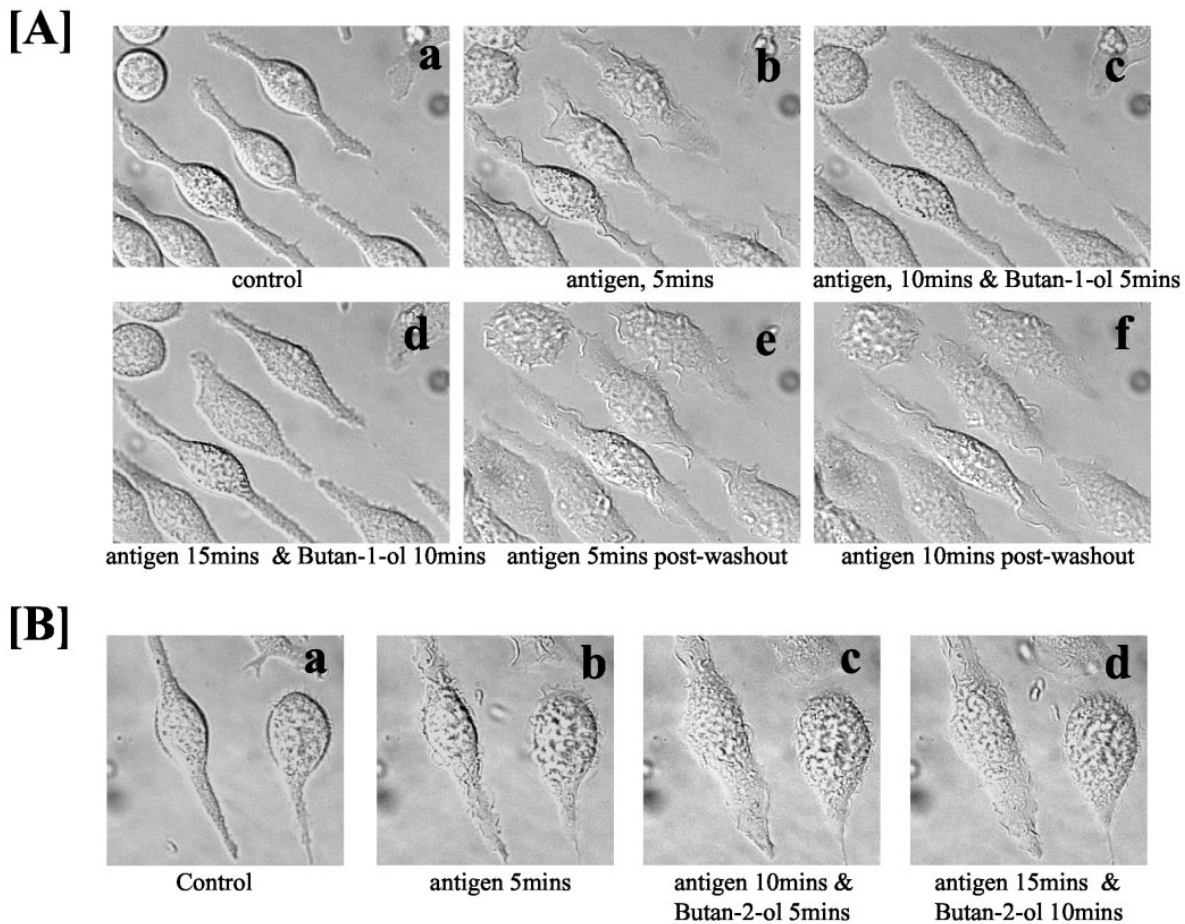 [A]
a
b
c
control
antigen, 5mins
antigen, 10mins & Butan-1-ol 5mins
d
e
f
antigen 15mins & Butan-1-ol 10mins
antigen 5mins post-washout
antigen 10mins post-washout
[B]
a
b
c
d
Control
antigen 5mins
antigen 10mins &
Butan-2-ol 5mins
antigen 15mins &
Butan-2-ol 10mins